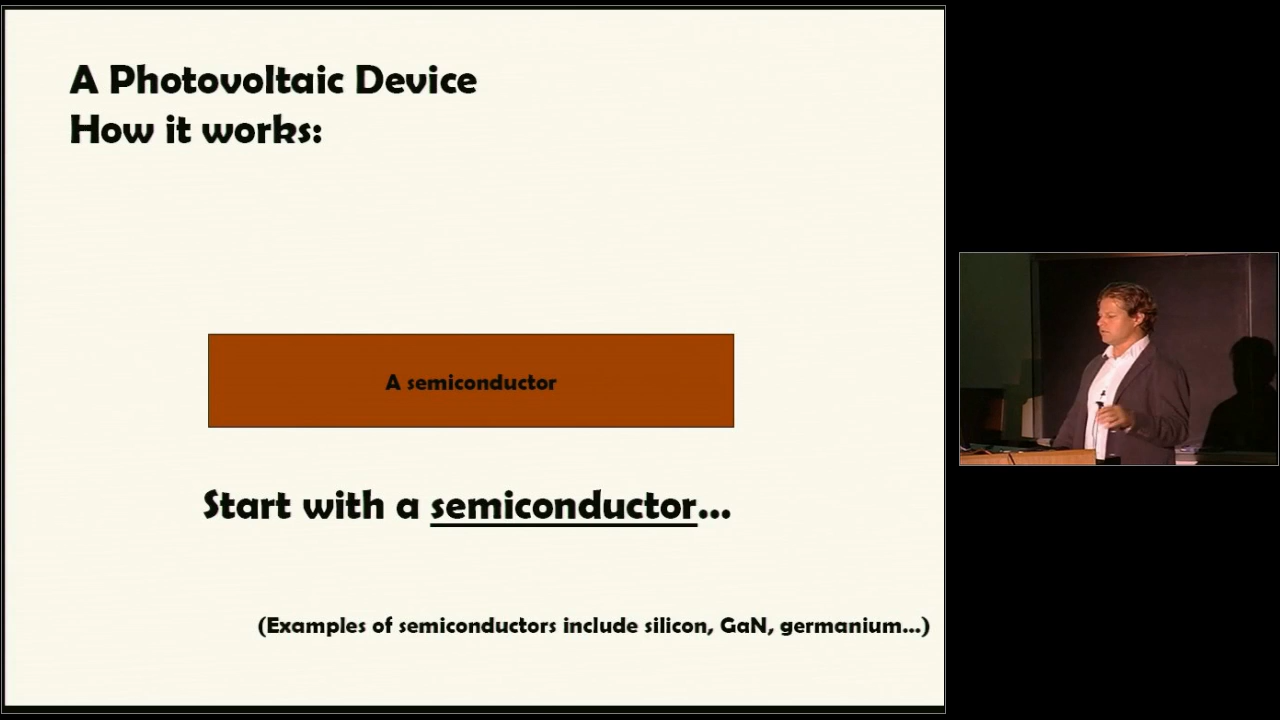 A Photovoltaic Device
How it works:
A semiconductor
Start with a semiconductor...
(Examples of semiconductors include silicon, GaN, germanium...)